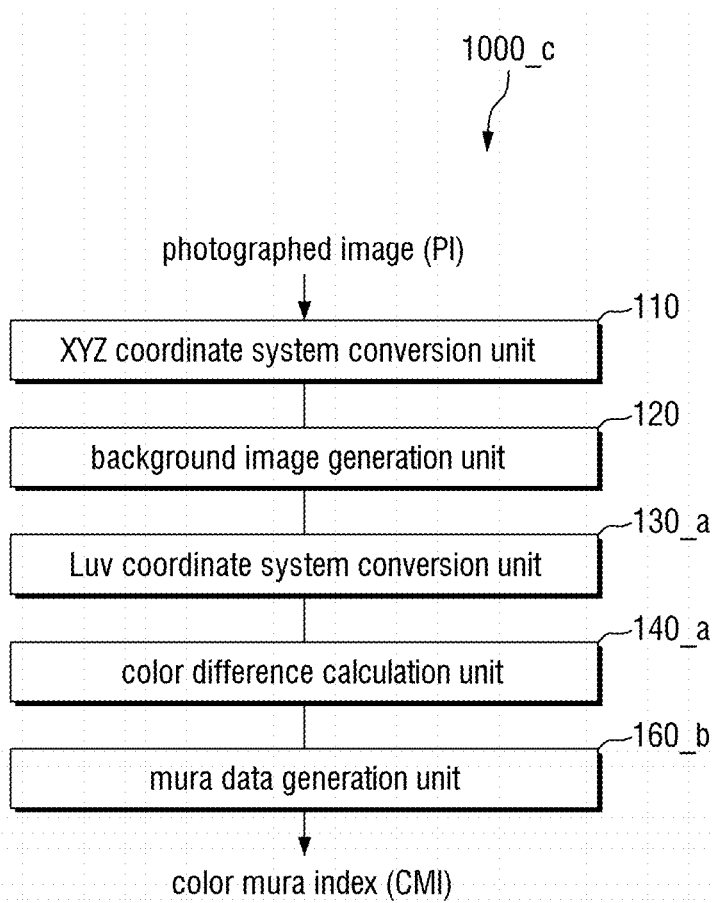 1000_c
photographed image (PI)
110
XYZ coordinate system conversion unit
120
background image generation unit
130_a
Luv coordinate system conversion unit
140_a
color difference calculation unit
160_b
mura data generation unit
color mura index (CMI)